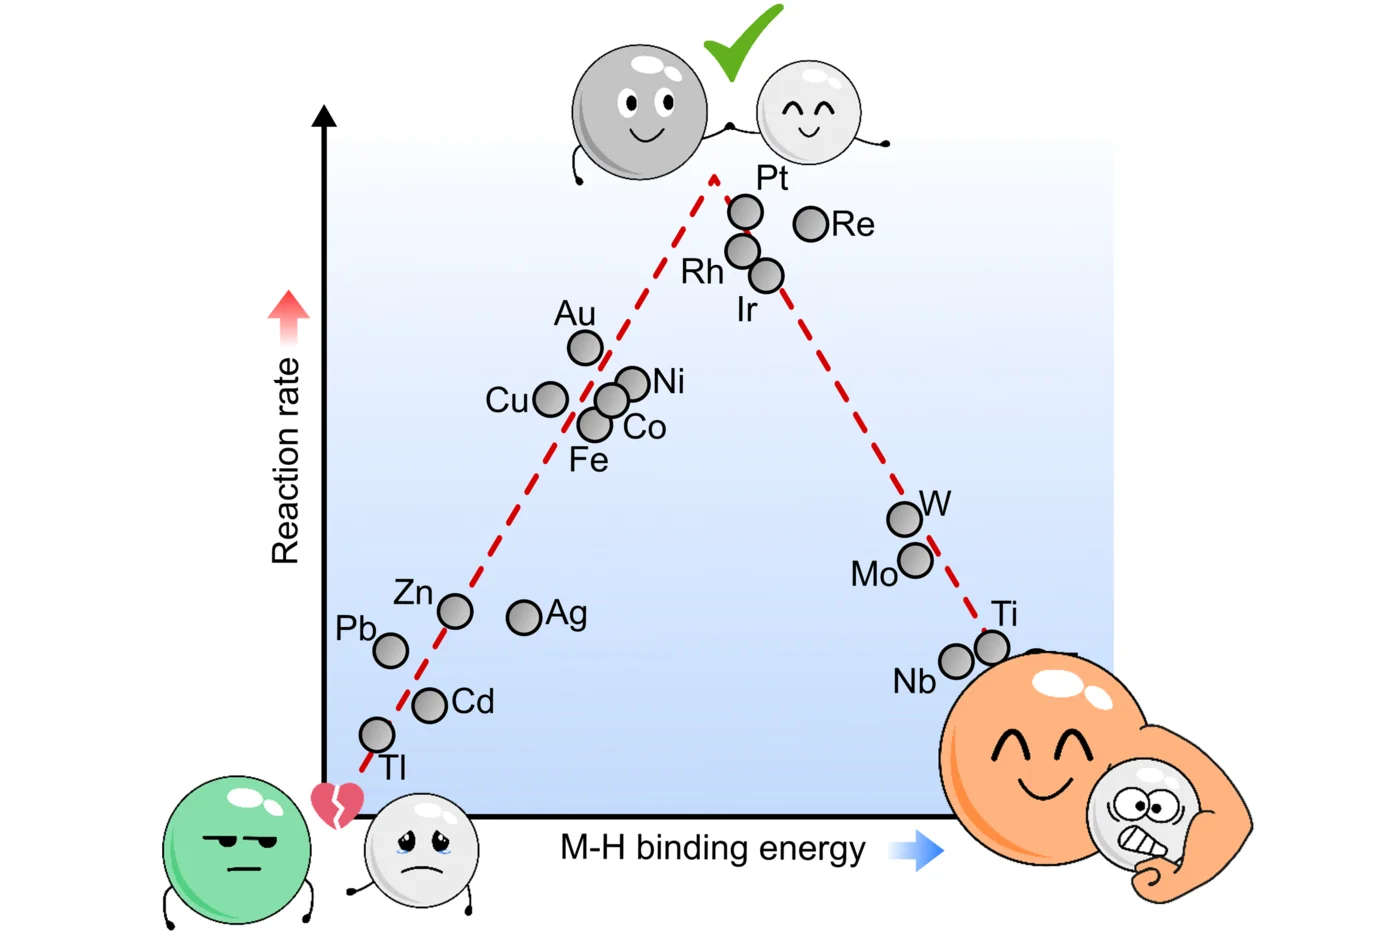 Pt
Re
Rh
Ir
Au
Ni
Cu
Co
Fe
W
Mo
Zn
Ag
Ti
Pb
Nb
Cd
Tl
Reaction rate
M-H binding energy